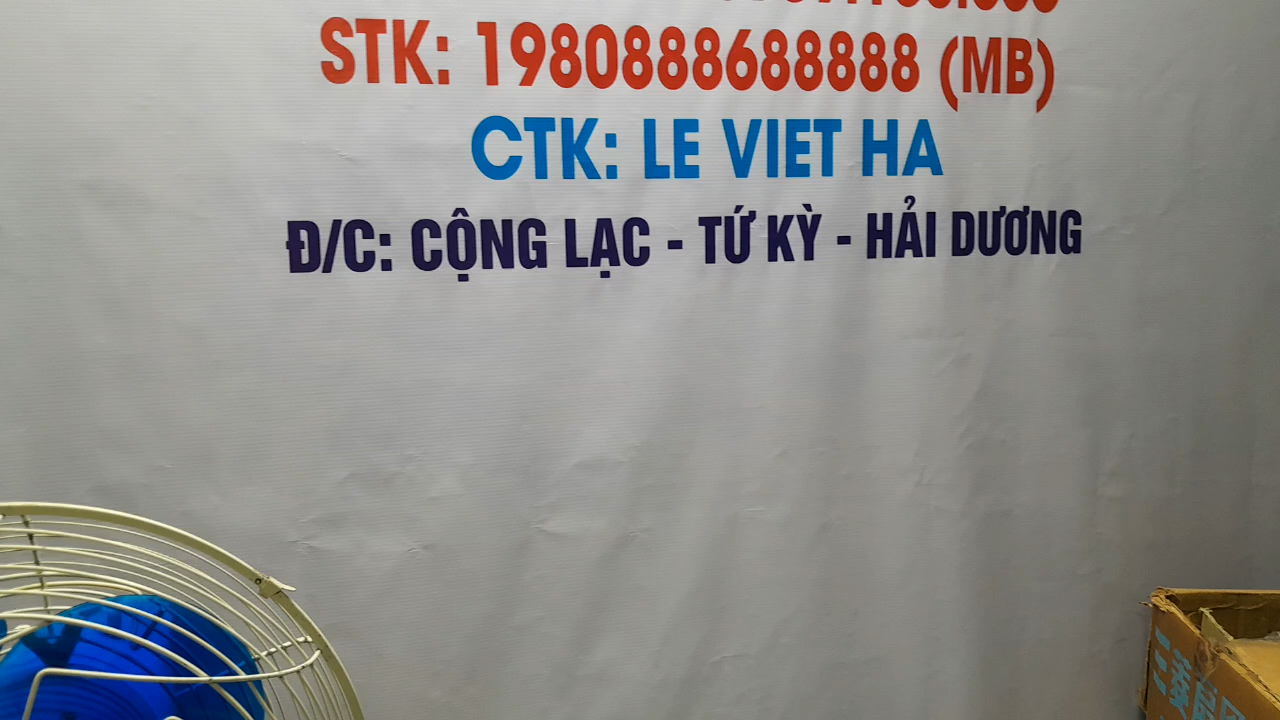 STK: 1980888688888 (MB)
CTK: LE VIET HA
Đ/C: CỘNG LẠC - TỨ KỲ - HẢI DƯƠNG